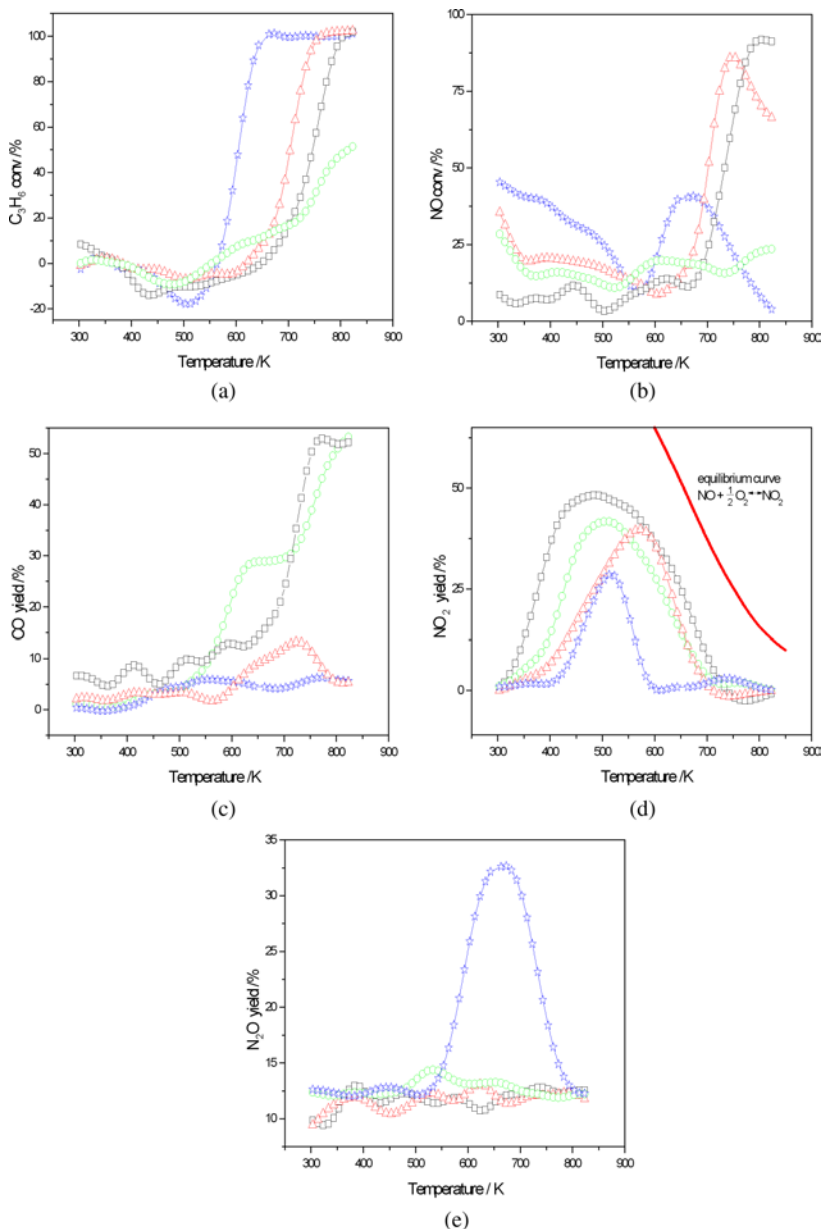 100
80
60
40
20
0
-20
C₃H₆ conv /%
300 400 500 600 700 800 900
Temperature /K
(a)
100
75
50
25
0
NO conv /%
300 400 500 600 700 800 900
Temperature /K
(b)
50
40
30
20
10
0
CO yield /%
300 400 500 600 700 800 900
Temperature /K
(c)
equilibrium curve
NO + 1/2 O₂ ↔ NO₂
50
25
0
NO₂ yield /%
300 400 500 600 700 800 900
Temperature /K
(d)
35
30
25
20
15
10
N₂O yield /%
300 400 500 600 700 800 900
Temperature / K
(e)